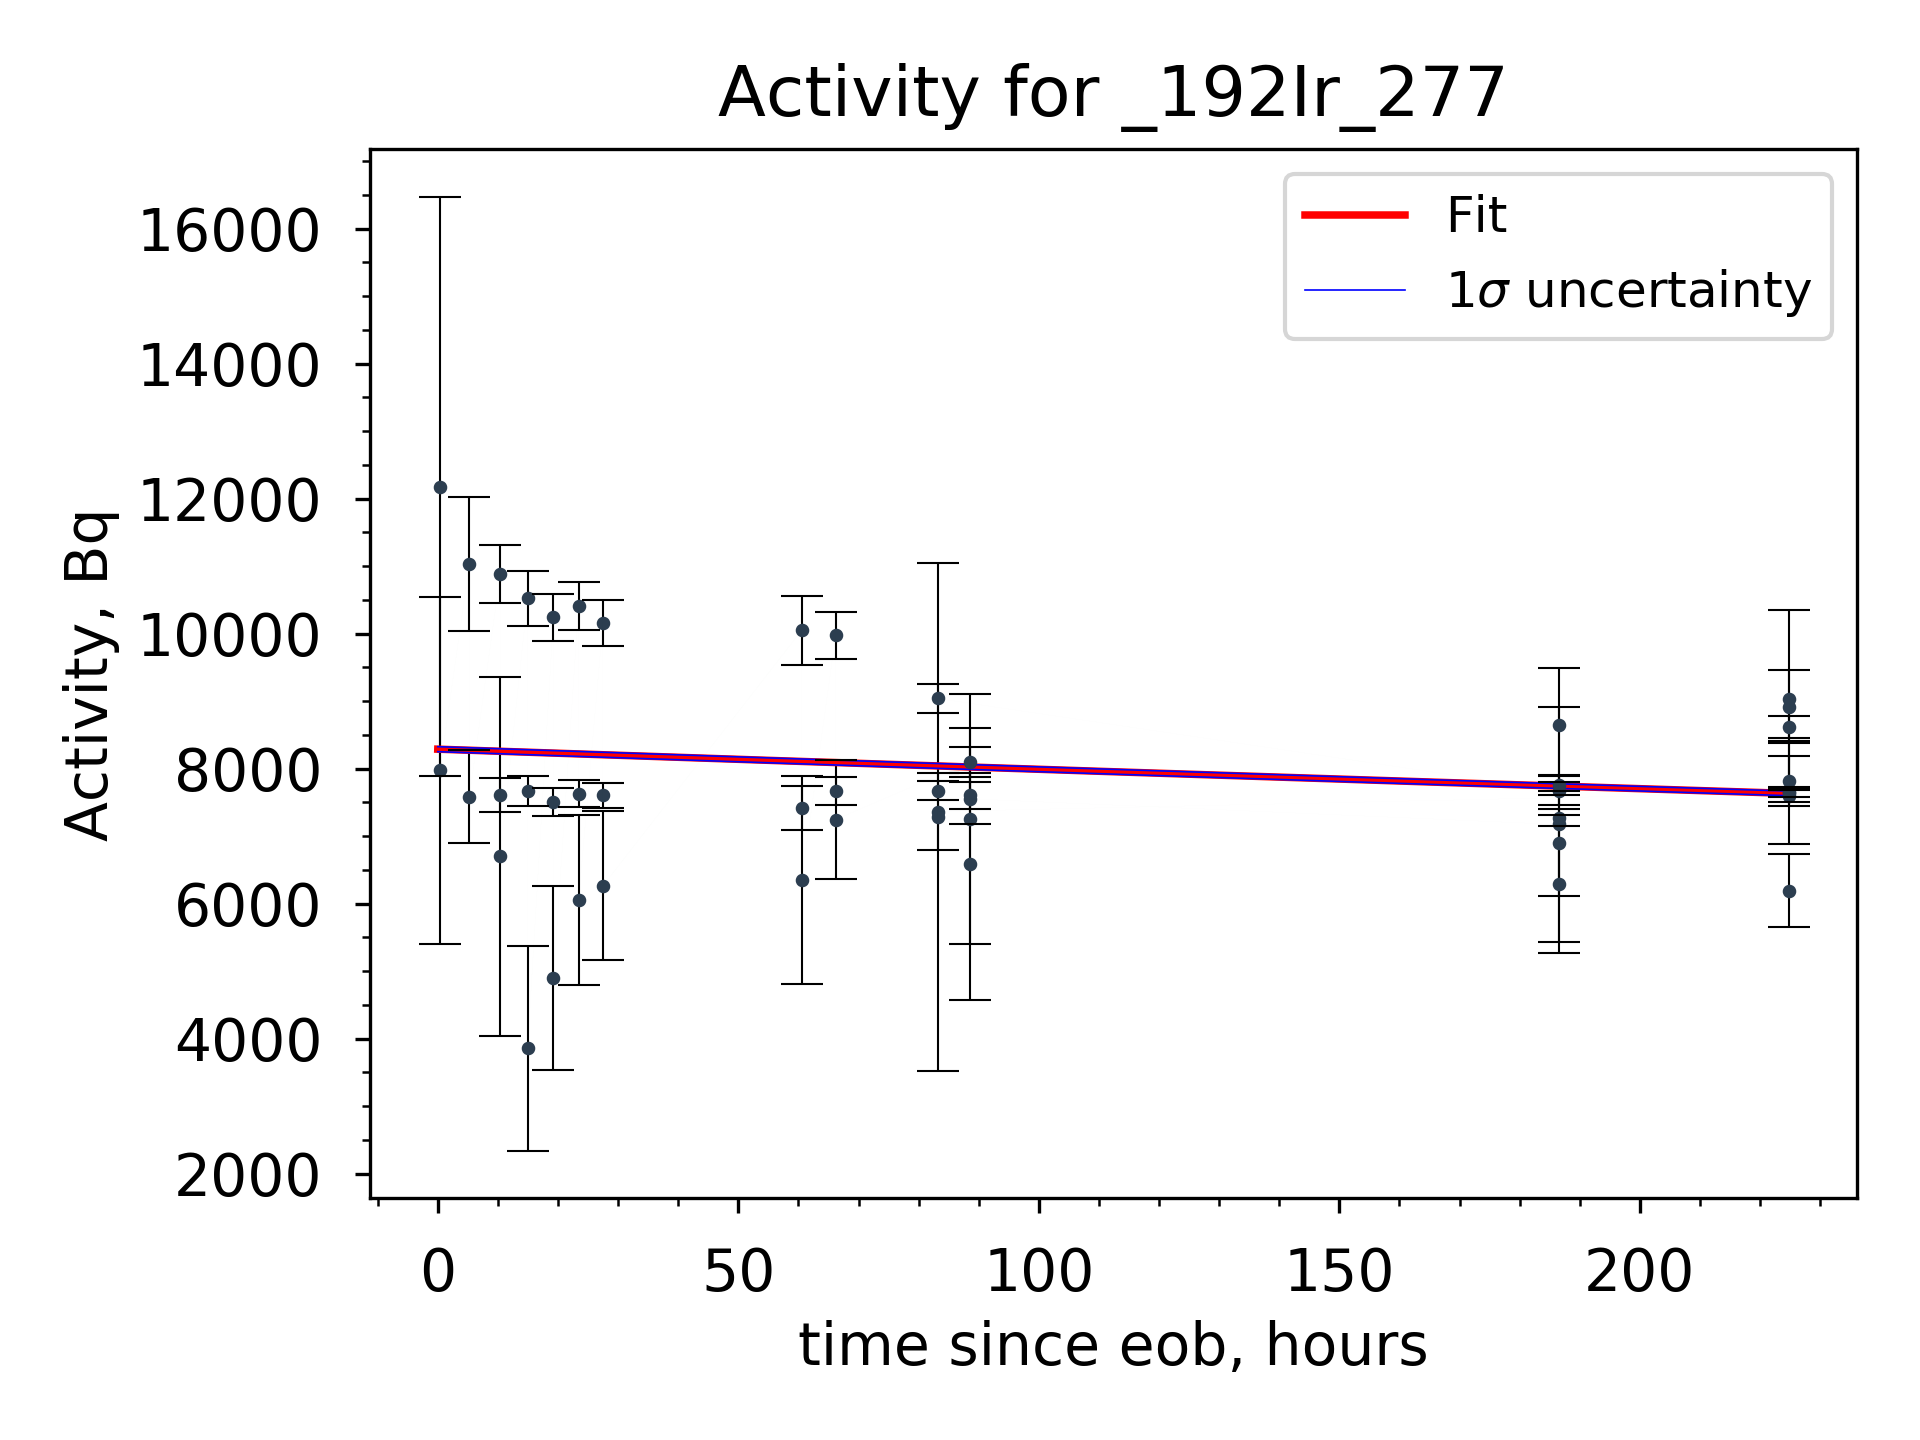 Activity for _192Ir_277
Fit
1σ uncertainty
16000
14000
12000
10000
8000
6000
4000
2000
Activity, Bq
0 50 100 150 200
time since eob, hours